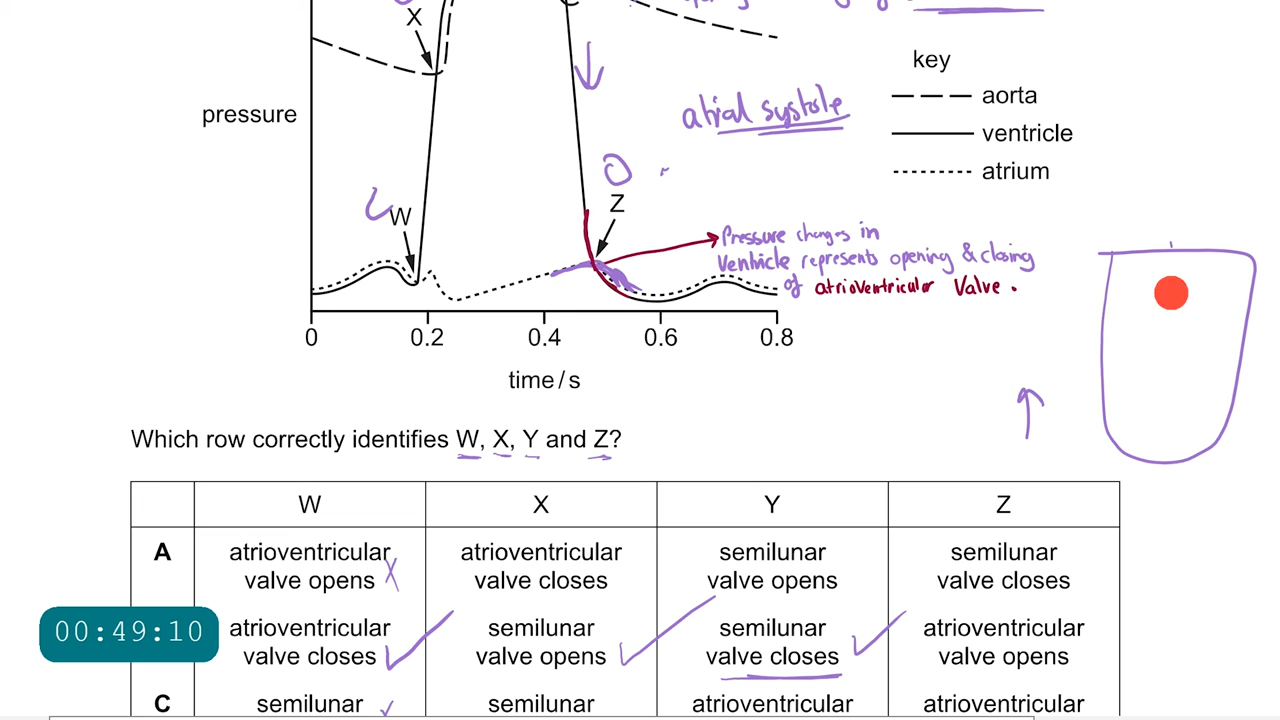 X
key
aorta
atrial systole
pressure
ventricle
O
atrium
Z
W
Pressure changes in
Ventricle represents opening & closing
of atrioventricular Valve.
0 0.2 0.4 0.6 0.8
time / s
Which row correctly identifies W, X, Y and Z?
W X Y Z
A atrioventricular atrioventricular semilunar semilunar
valve opens valve closes valve opens valve closes
00:49:10
atrioventricular semilunar semilunar atrioventricular
valve closes valve opens valve closes valve opens
C semilunar semilunar atrioventricular atrioventricular